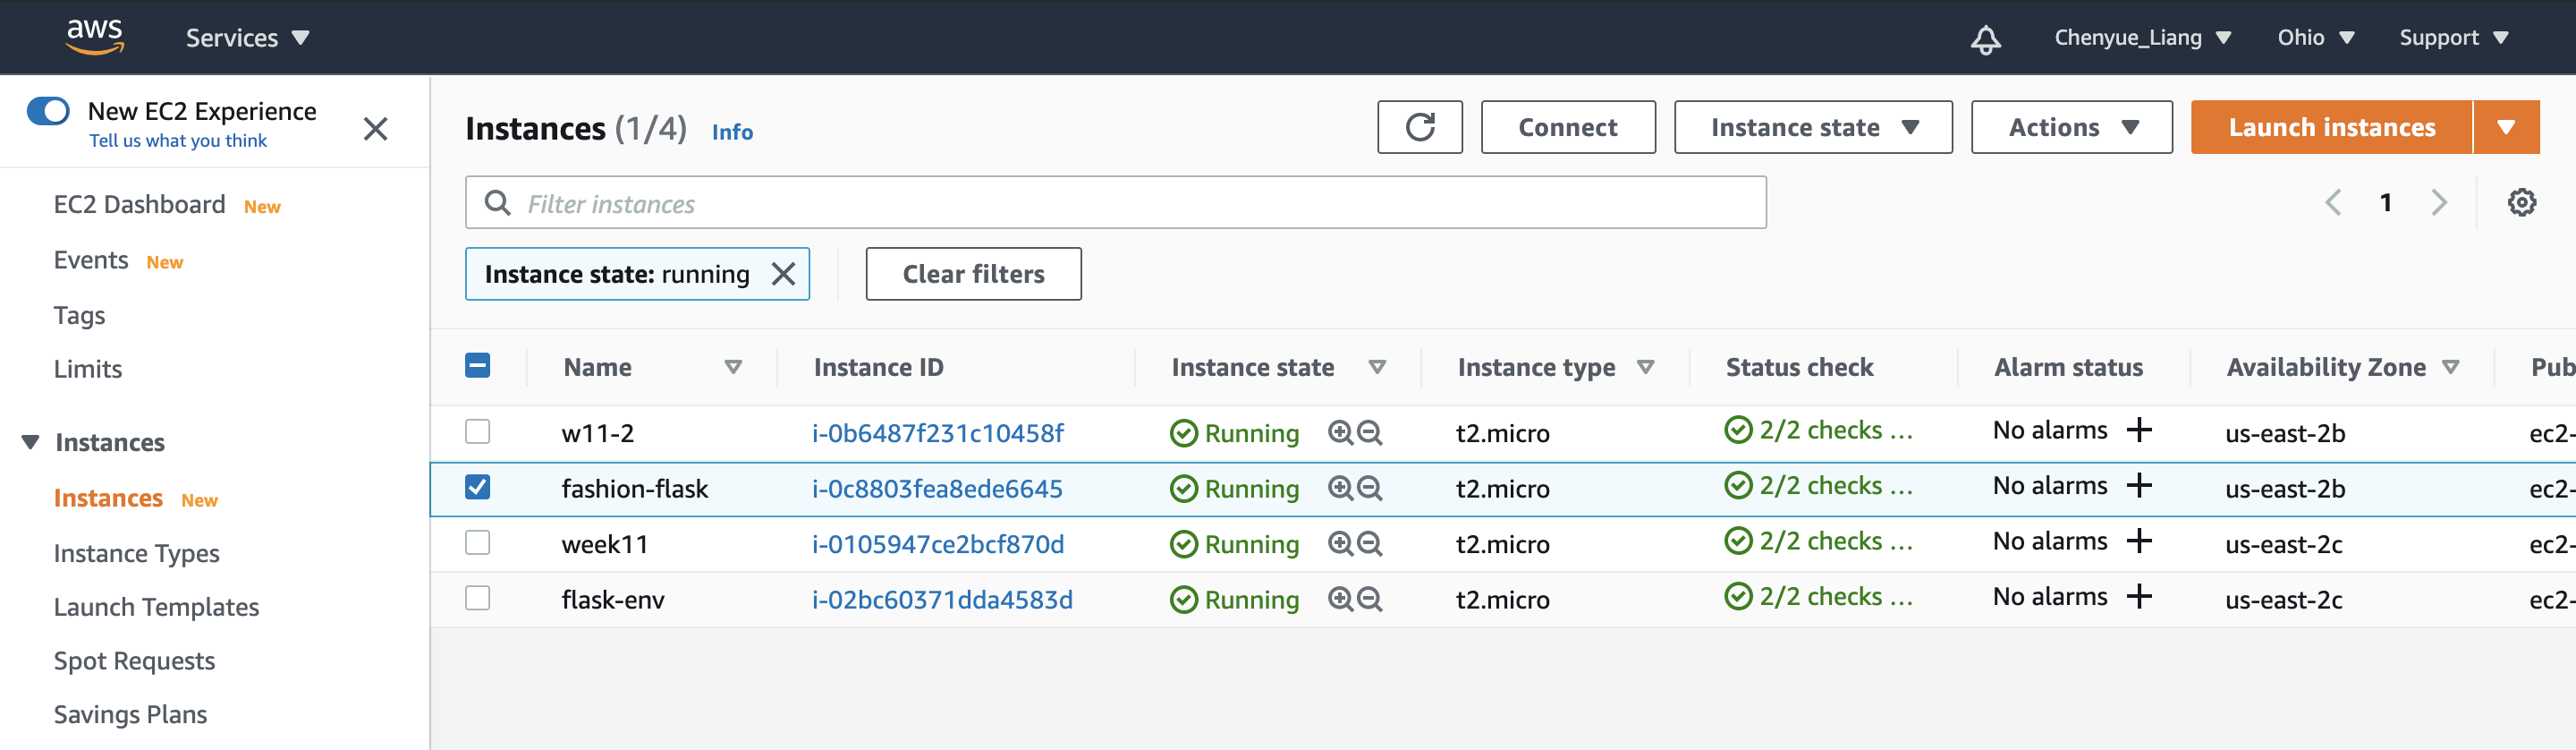 aws Services Chenyue_Liang Ohio Support
New EC2 Experience
Tell us what you think
EC2 Dashboard New
Events New
Tags
Limits
Instances
Instances New
Instance Types
Launch Templates
Spot Requests
Savings Plans
Instances (1/4) Info Connect Instance state Actions Launch instances
Filter instances 1
Instance state: running Clear filters
Name Instance ID Instance state Instance type Status check Alarm status Availability Zone Pub
w11-2 i-0b6487f231c10458f Running t2.micro 2/2 checks ... No alarms + us-east-2b ec2-
fashion-flask i-0c8803fea8ede6645 Running t2.micro 2/2 checks ... No alarms + us-east-2b ec2-
week11 i-0105947ce2bcf870d Running t2.micro 2/2 checks ... No alarms + us-east-2c ec2-
flask-env i-02bc60371dda4583d Running t2.micro 2/2 checks ... No alarms + us-east-2c ec2-